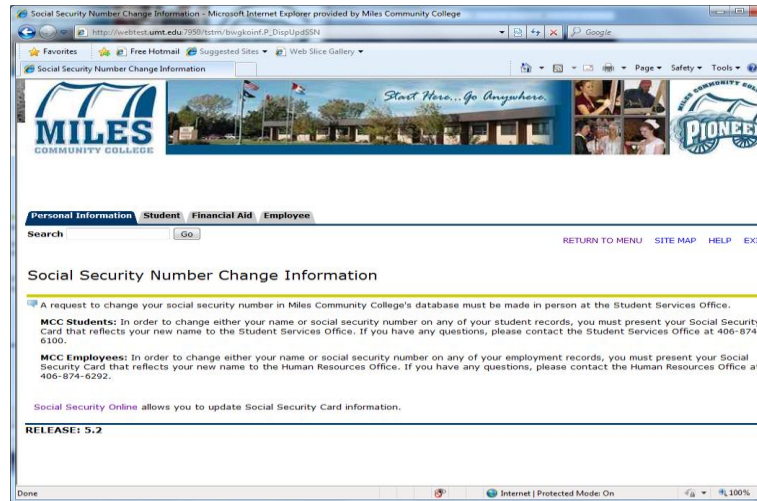 Social Security Number Change Information - Microsoft Internet Explorer provided by Miles Community College
http://webtest.umt.edu:7950/tstm/bwgkoinf.P_DispUpdSSN
Google
Favorites Free Hotmail Suggested Sites Web Slice Gallery
Social Security Number Change Information Page Safety Tools
Start Here...Go Anywhere.
MILES
COMMUNITY COLLEGE
MILES COMMUNITY
PIONEE
Personal Information Student Financial Aid Employee
Search Go
RETURN TO MENU SITE MAP HELP EXI
Social Security Number Change Information
A request to change your social security number in Miles Community College's database must be made in person at the Student Services Office.
MCC Students: In order to change either your name or social security number on any of your student records, you must present your Social Security
Card that reflects your new name to the Student Services Office. If you have any questions, please contact the Student Services Office at 406-874-
6100.
MCC Employees: In order to change either your name or social security number on any of your employment records, you must present your Social
Security Card that reflects your new name to the Human Resources Office. If you have any questions, please contact the Human Resources Office a
406-874-6292.
Social Security Online allows you to update Social Security Card information.
RELEASE: 5.2
Done Internet | Protected Mode: On 100%